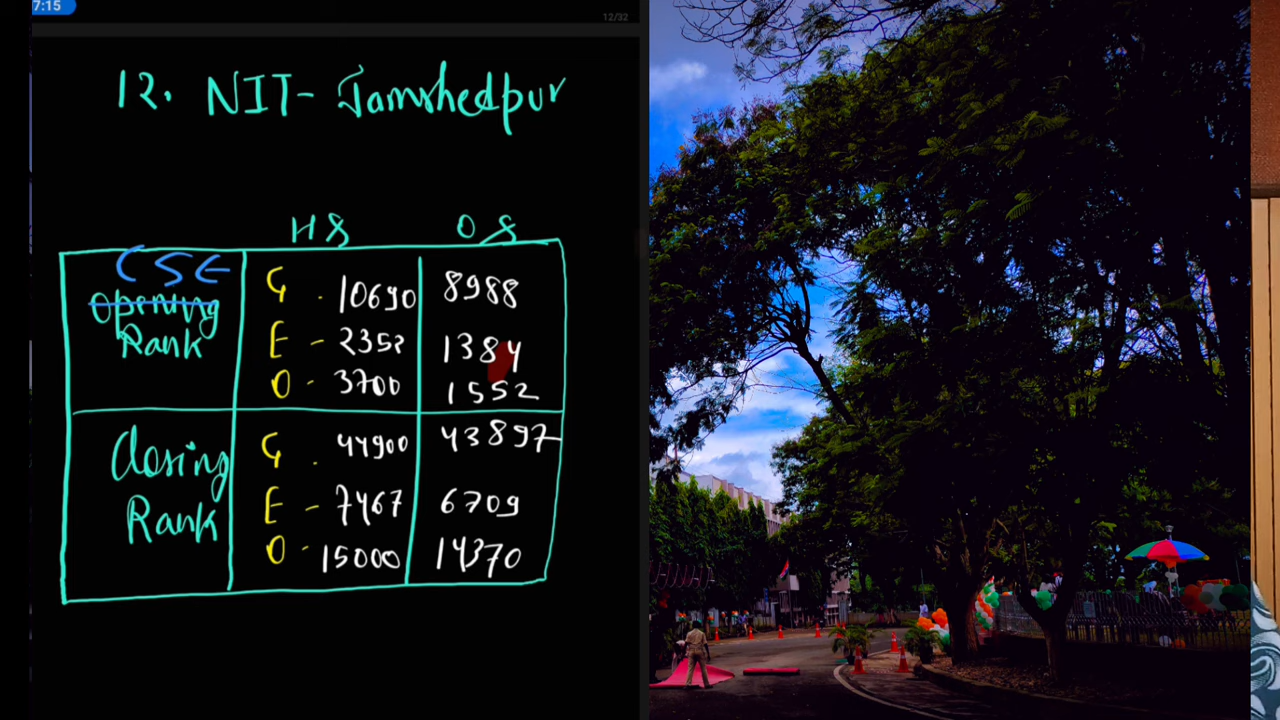 7:15
12/32
12. NIT- Jamshedpur
HS OS
CSE
Opening
Rank
G . 10690 8988
E - 2352 1384
O - 3700 1552
Closing
Rank
G . 44900 43897
E - 7467 6709
O - 15000 14370